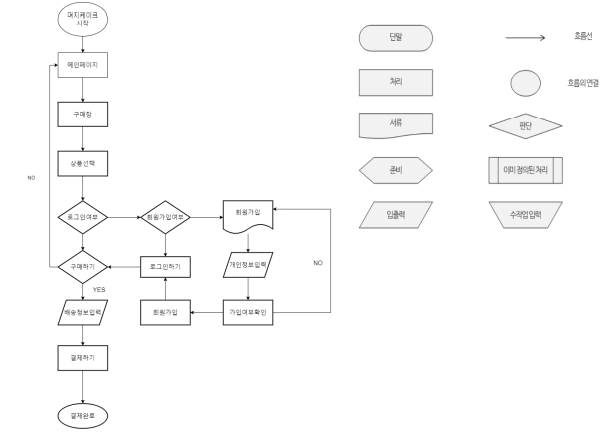 머지케이크
시작
메인페이지
구매창
상품선택
NO
로그인여부
회원가입여부
회원가입
구매하기
로그인하기
개인정보입력
NO
YES
배송정보입력
회원가입
가입여부확인
결제하기
결제완료
단말
흐름선
처리
흐름의 연결
서류
판단
준비
이미 정의된 처리
입출력
수작업 입력